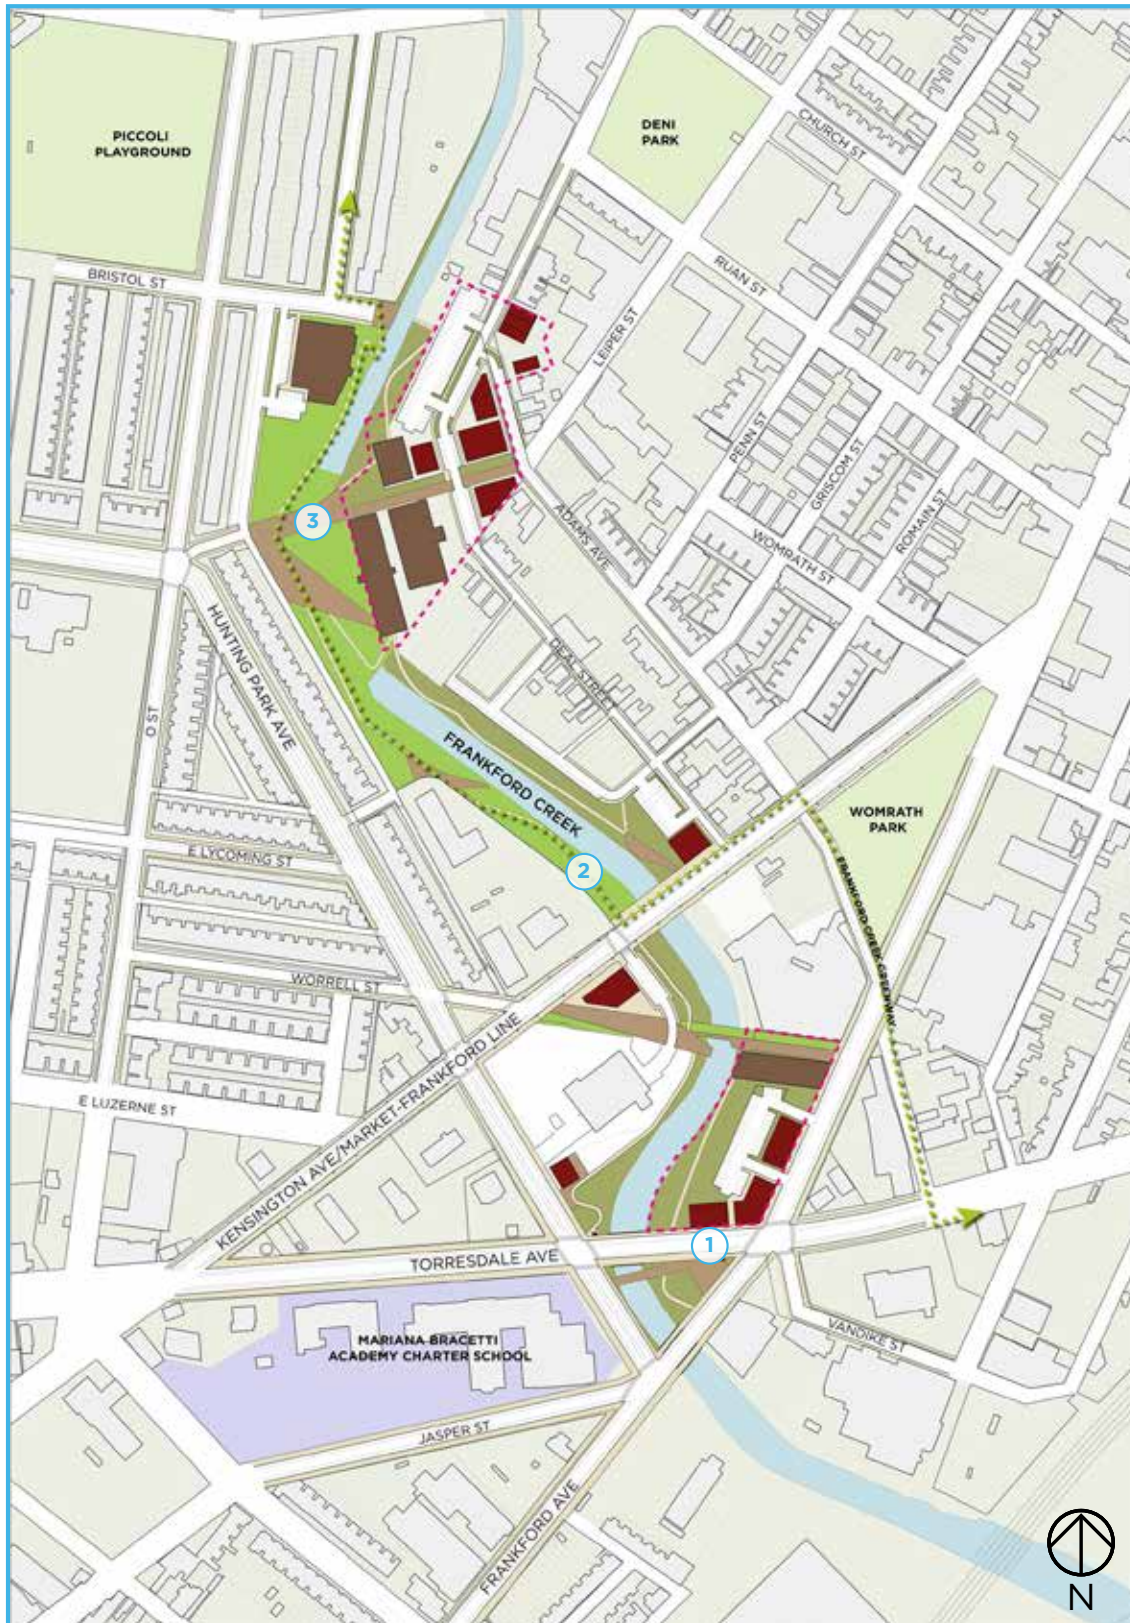 PICCOLI
PLAYGROUND
DENI
PARK
CHURCH ST
BRISTOL ST
RUAN ST
LEIPER ST
PENN ST
GRISCOM ST
ROMAIN ST
ADAMS AVE
WOMRATH ST
3
HUNTING PARK AVE
O ST
DEAL STREET
FRANKFORD CREEK
WOMRATH
PARK
E LYCOMING ST
2
FRANKFORD CREEK GREENWAY
WORRELL ST
KENSINGTON AVE/MARKET-FRANKFORD LINE
E LUZERNE ST
1
TORRESDALE AVE
MARIANA BRACETTI
ACADEMY CHARTER SCHOOL
VANDIKE ST
JASPER ST
FRANKFORD AVE
N